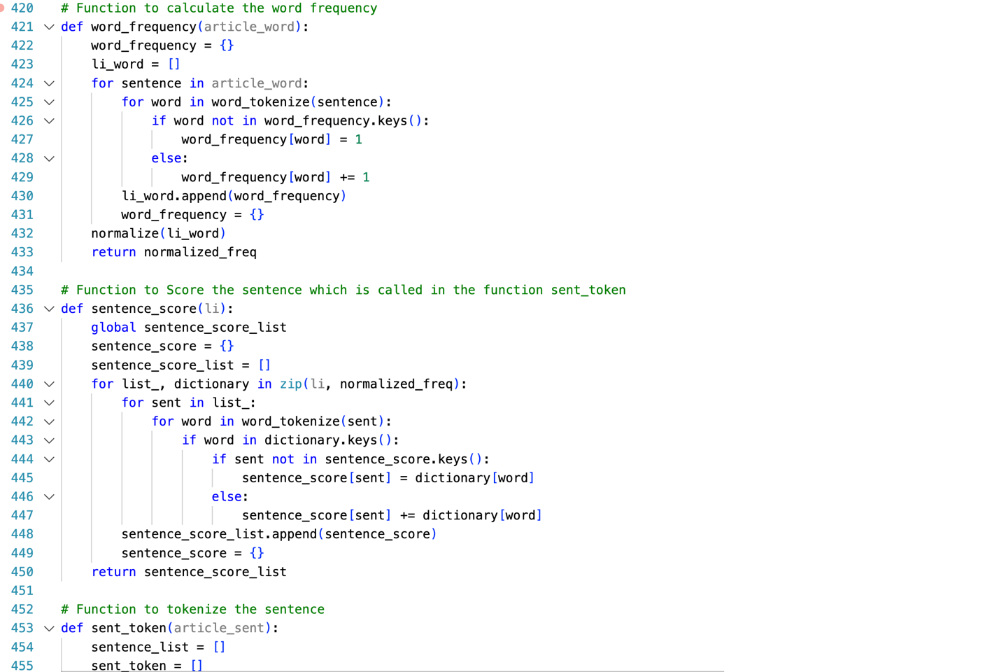 420 # Function to calculate the word frequency
421 def word_frequency(article_word):
422     word_frequency = {}
423     li_word = []
424     for sentence in article_word:
425         for word in word_tokenize(sentence):
426             if word not in word_frequency.keys():
427                 word_frequency[word] = 1
428             else:
429                 word_frequency[word] += 1
430         li_word.append(word_frequency)
431         word_frequency = {}
432     normalize(li_word)
433     return normalized_freq
434
435 # Function to Score the sentence which is called in the function sent_token
436 def sentence_score(li):
437     global sentence_score_list
438     sentence_score = {}
439     sentence_score_list = []
440     for list_, dictionary in zip(li, normalized_freq):
441         for sent in list_:
442             for word in word_tokenize(sent):
443                 if word in dictionary.keys():
444                     if sent not in sentence_score.keys():
445                         sentence_score[sent] = dictionary[word]
446                     else:
447                         sentence_score[sent] += dictionary[word]
448         sentence_score_list.append(sentence_score)
449         sentence_score = {}
450     return sentence_score_list
451
452 # Function to tokenize the sentence
453 def sent_token(article_sent):
454     sentence_list = []
455     sent_token = []